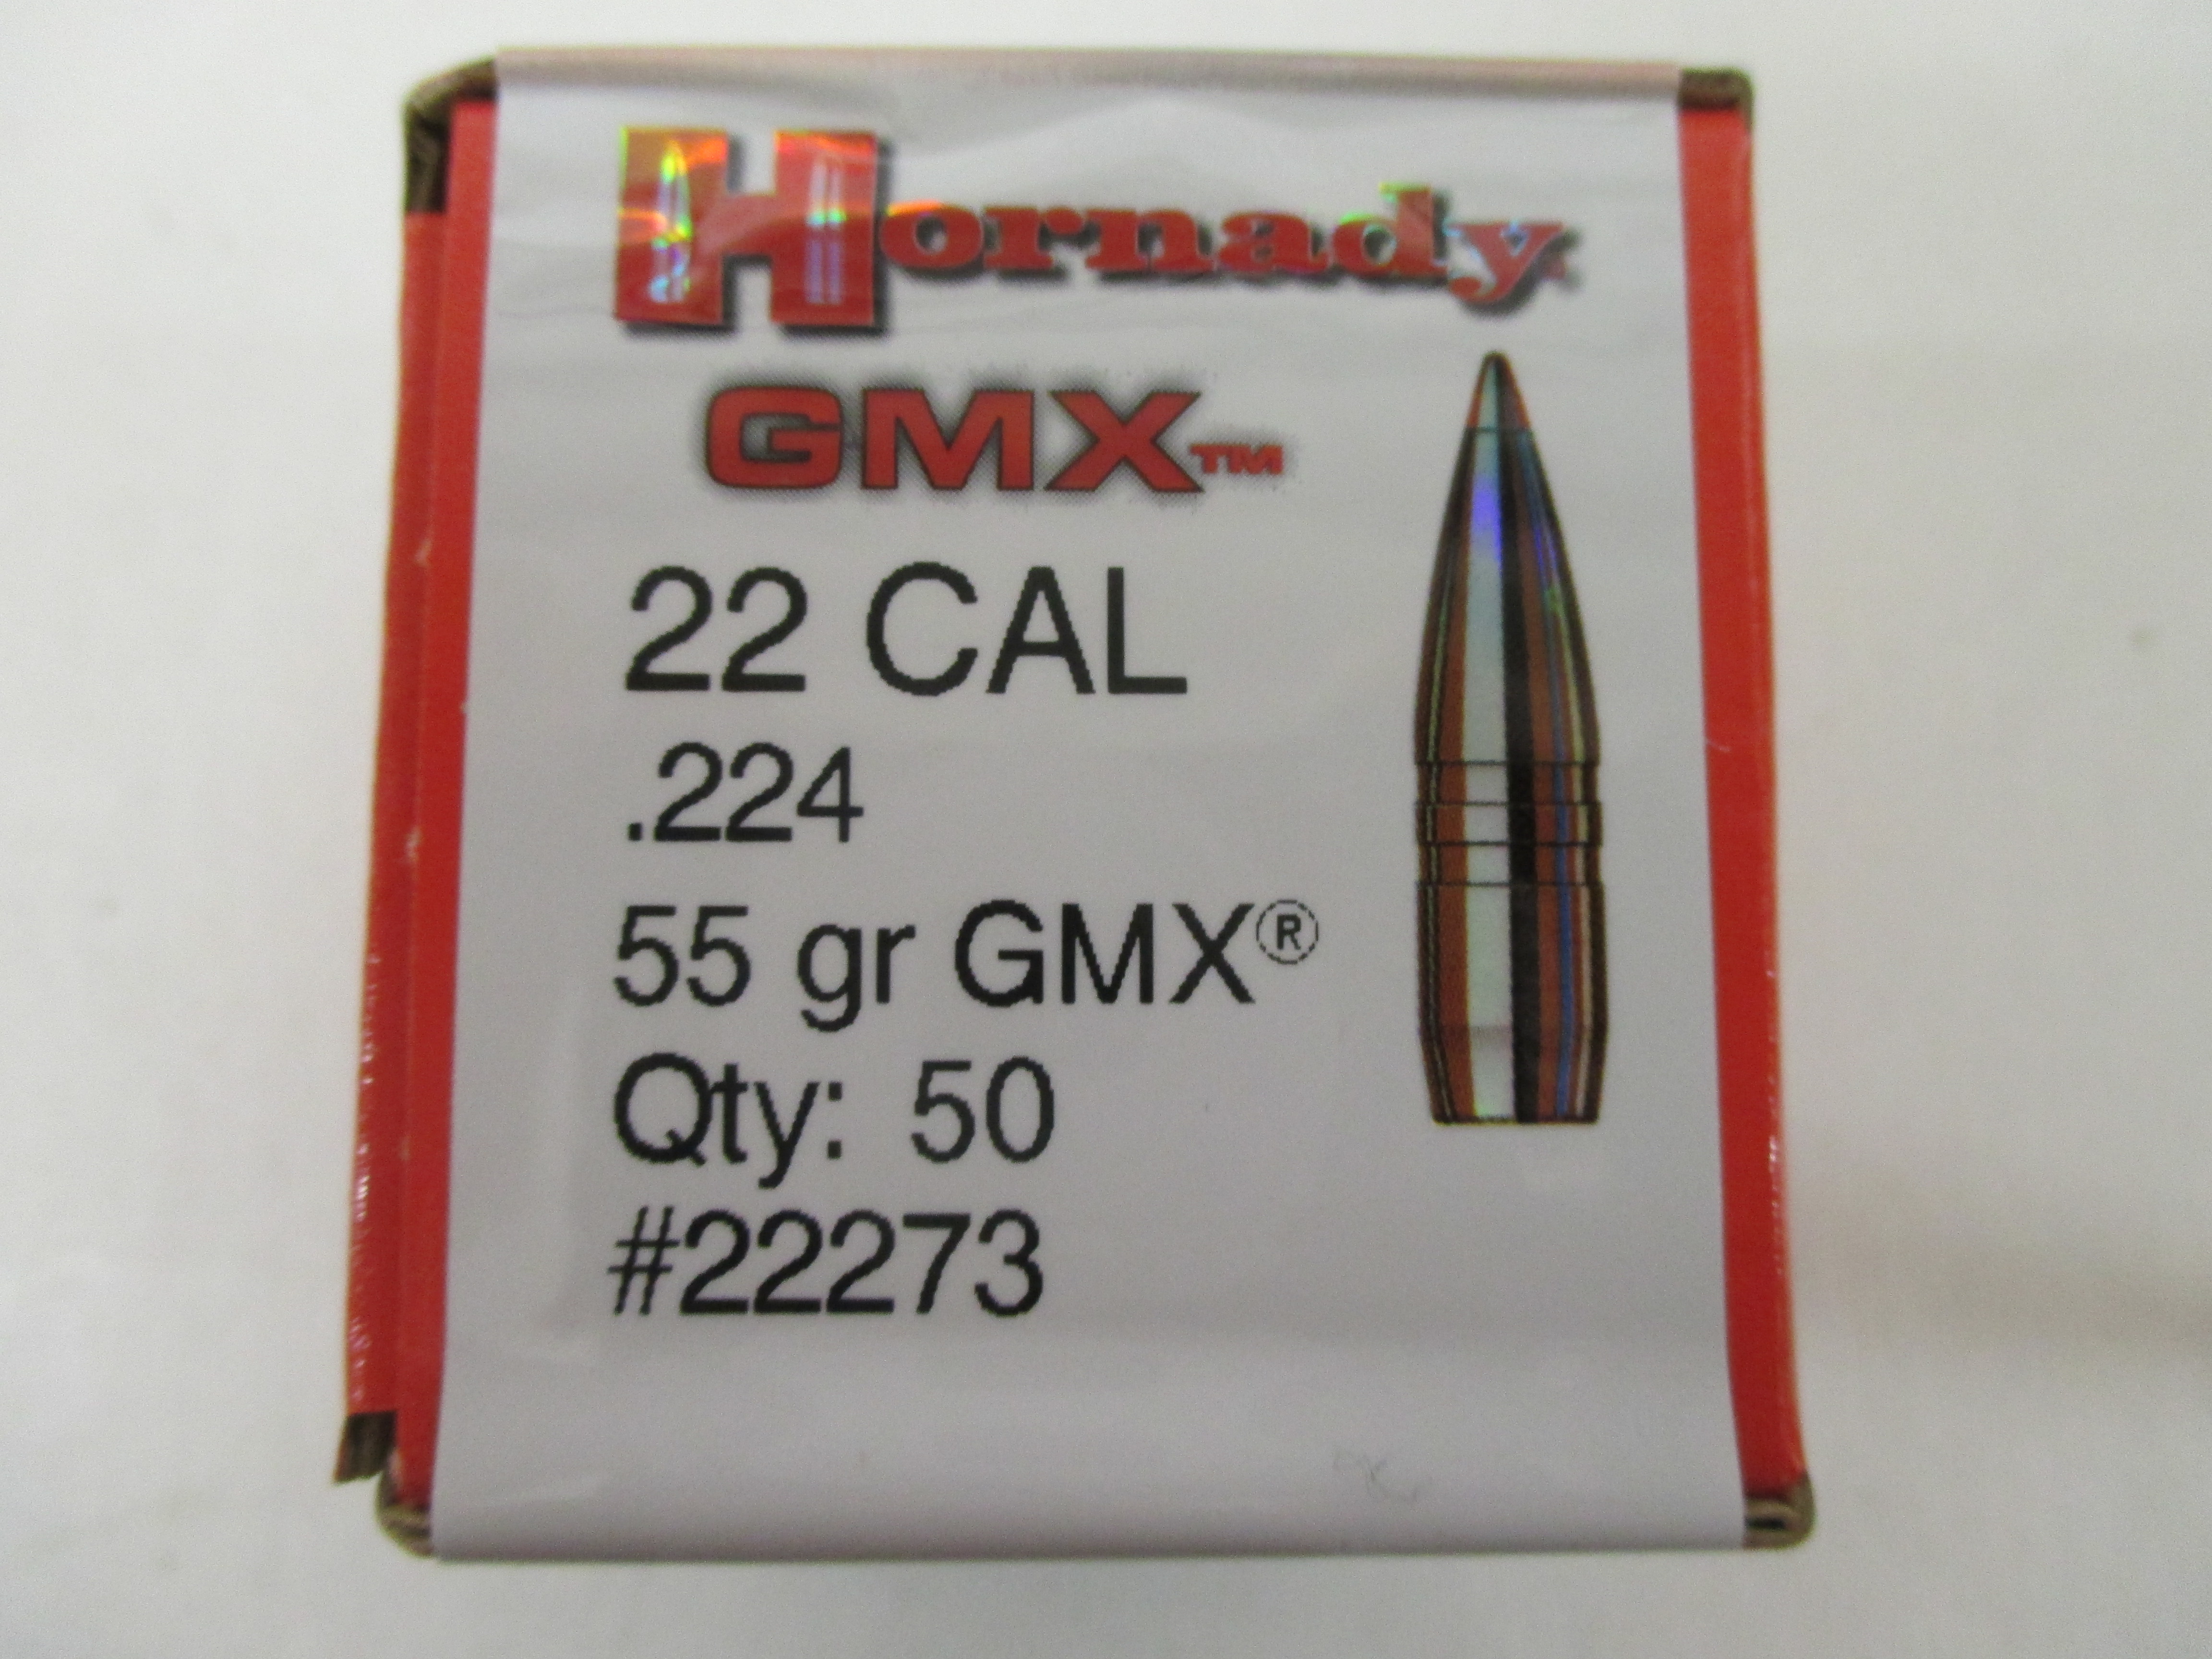 Hornady
GMX™
22 CAL
.224
55 gr GMX®
Qty: 50
#22273